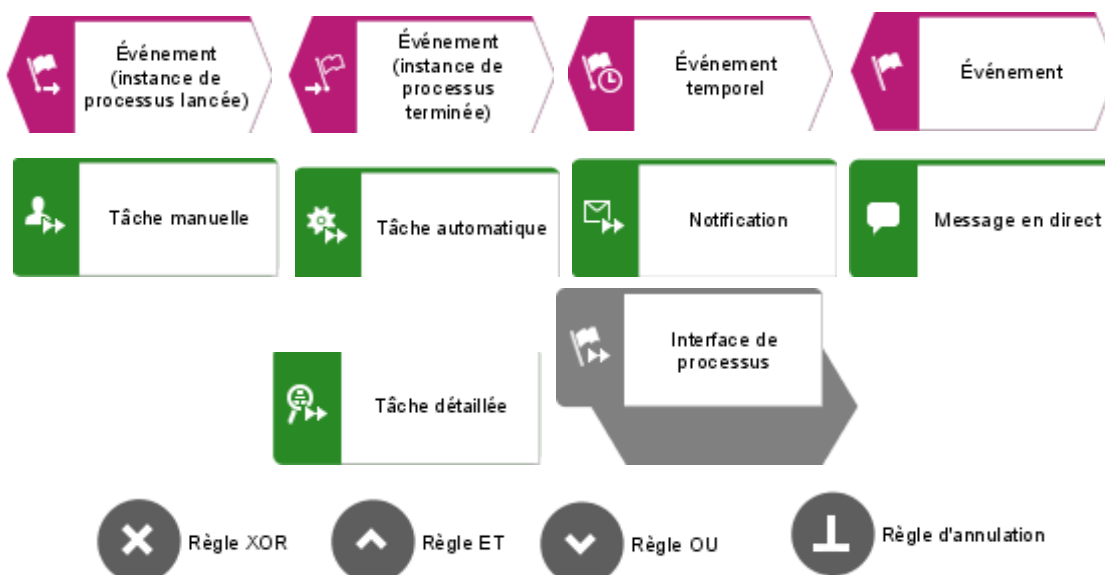 Événement
(instance de
processus lancée)
Événement
(instance de
processus
terminée)
Événement
temporel
Événement
Tâche manuelle
Tâche automatique
Notification
Message en direct
Tâche détaillée
Interface de
processus
Règle XOR
Règle ET
Règle OU
Règle d'annulation